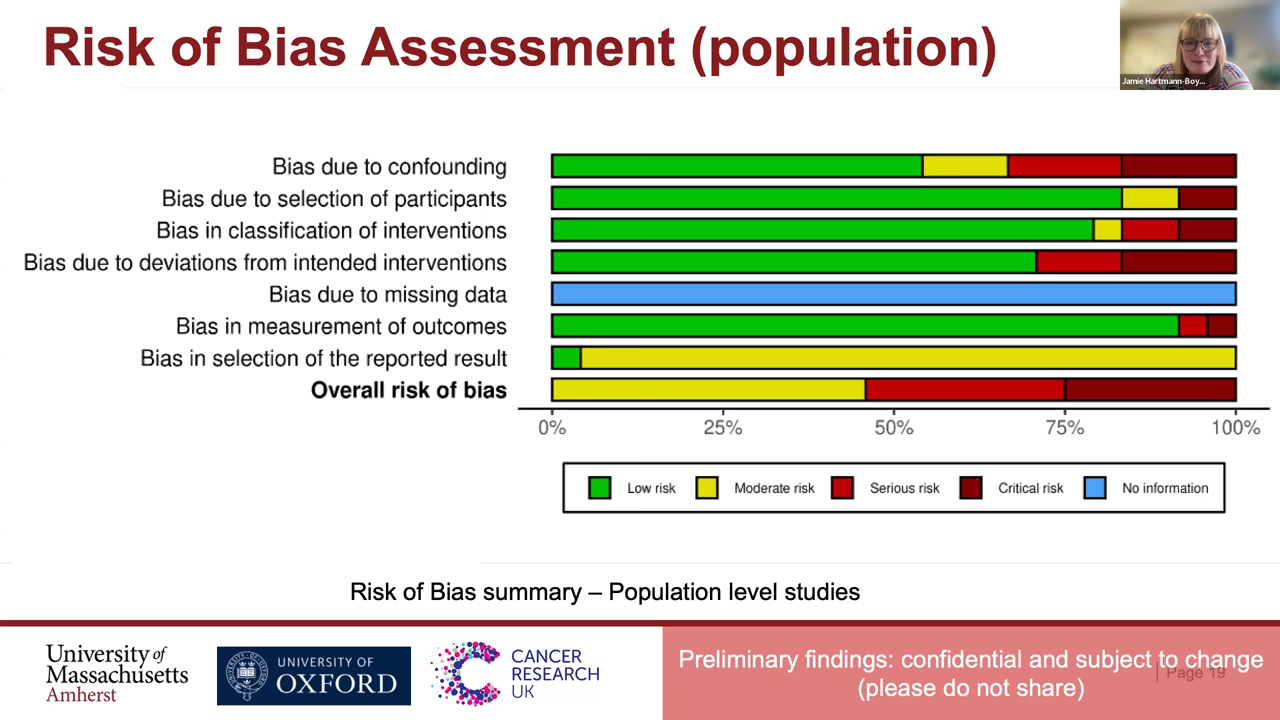 Risk of Bias Assessment (population)
Jamie Hartmann-Boy...
Bias due to confounding
Bias due to selection of participants
Bias in classification of interventions
Bias due to deviations from intended interventions
Bias due to missing data
Bias in measurement of outcomes
Bias in selection of the reported result
Overall risk of bias
0% 25% 50% 75% 100%
Low risk Moderate risk Serious risk Critical risk No information
Risk of Bias summary – Population level studies
University of
Massachusetts
Amherst
UNIVERSITY OF
OXFORD
CANCER
RESEARCH
UK
Preliminary findings: confidential and subject to change
(please do not share)
| Page 19